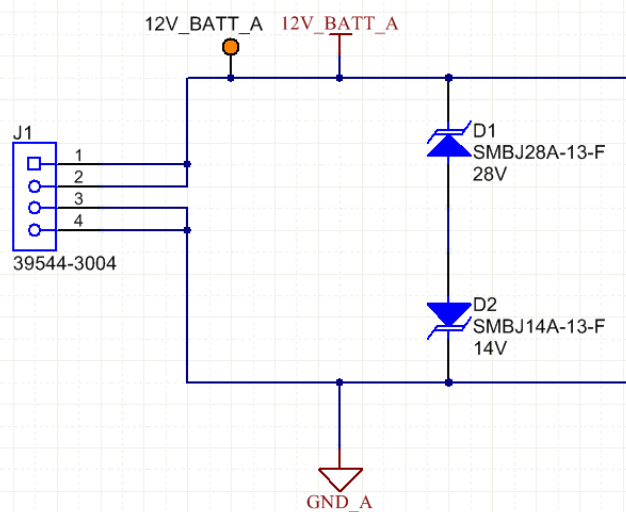 12V_BATT_A
12V_BATT_A
J1
1
2
3
4
39544-3004
D1
SMBJ28A-13-F
28V
D2
SMBJ14A-13-F
14V
GND_A